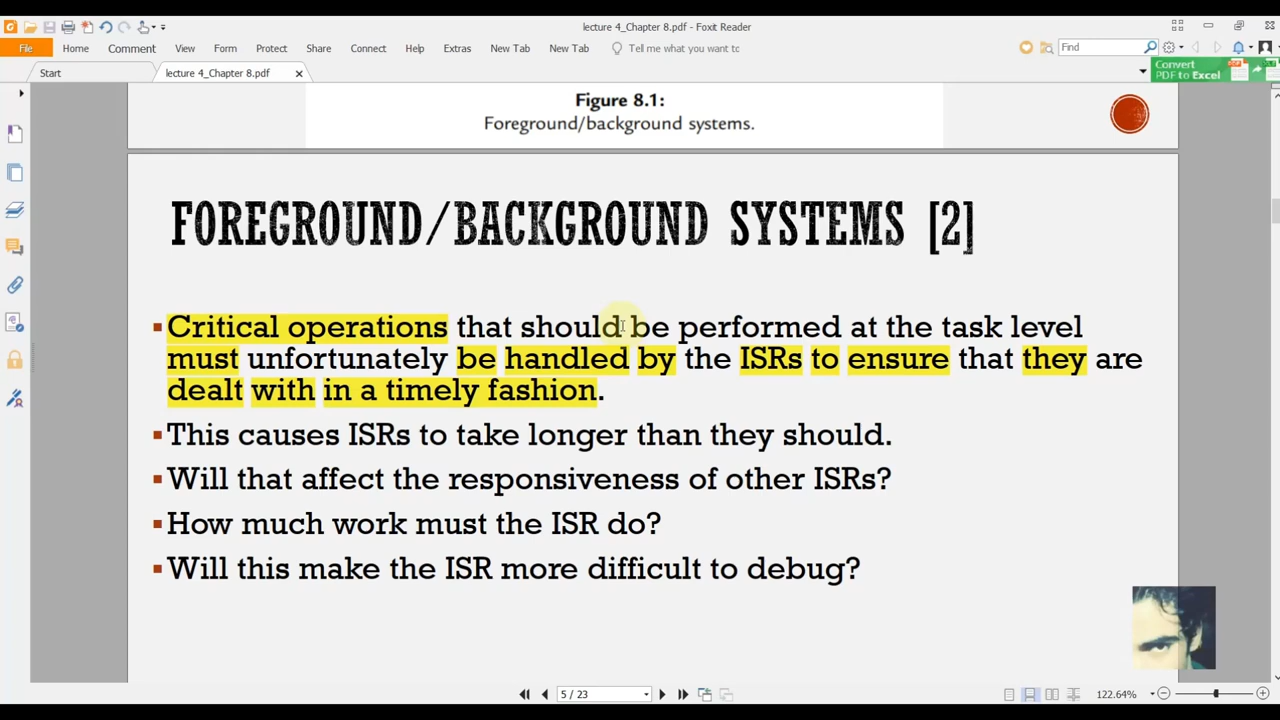 lecture 4_Chapter 8.pdf - Foxit Reader
File Home Comment View Form Protect Share Connect Help Extras New Tab New Tab Tell me what you want tc Find
Convert
PDF to Excel
Start lecture 4_Chapter 8.pdf
Figure 8.1:
Foreground/background systems.
FOREGROUND/BACKGROUND SYSTEMS [2]
Critical operations that should be performed at the task level
must unfortunately be handled by the ISRs to ensure that they are
dealt with in a timely fashion.
This causes ISRs to take longer than they should.
Will that affect the responsiveness of other ISRs?
How much work must the ISR do?
Will this make the ISR more difficult to debug?
5 / 23 122.64%